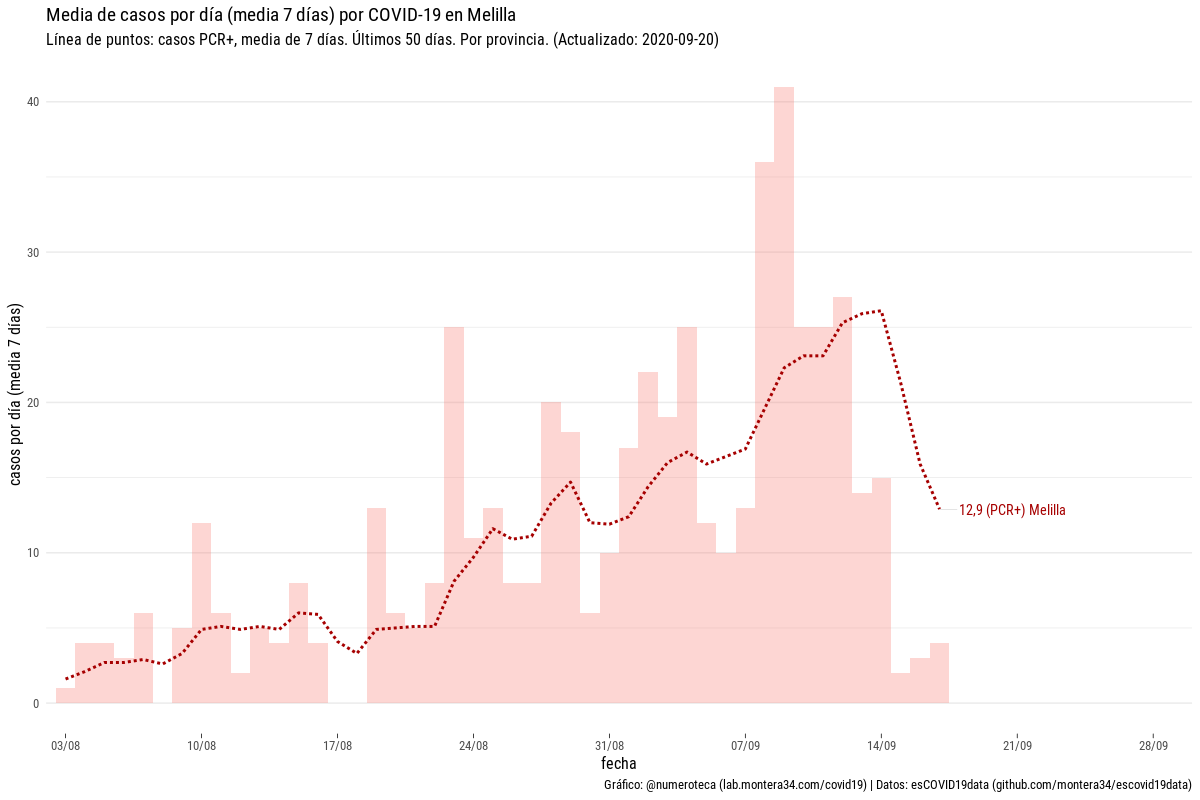 Media de casos por día (media 7 días) por COVID-19 en Melilla
Línea de puntos: casos PCR+, media de 7 días. Últimos 50 días. Por provincia. (Actualizado: 2020-09-20)
casos por día (media 7 días)
40
30
20
10
0
12,9 (PCR+) Melilla
03/08
10/08
17/08
24/08
31/08
07/09
14/09
21/09
28/09
fecha
Gráfico: @numeroteca (lab.montera34.com/covid19) | Datos: esCOVID19data (github.com/montera34/escovid19data)